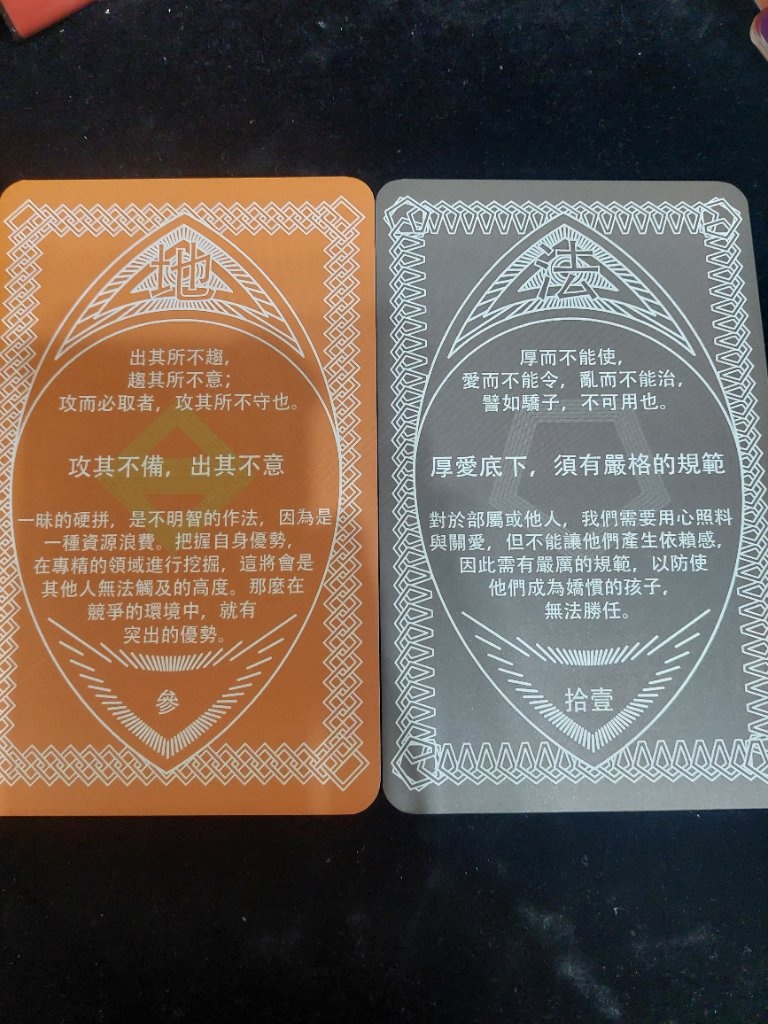 地
出其所不趨，
趨其所不意；
攻而必取者，攻其所不守也。
攻其不備，出其不意
一昧的硬拼，是不明智的作法，因為是
一種資源浪費。把握自身優勢，
在專精的領域進行挖掘，這將會是
其他人無法觸及的高度。那麼在
競爭的環境中，就有
突出的優勢。
參
法
厚而不能使，
愛而不能令，亂而不能治，
譬如驕子，不可用也。
厚愛底下，須有嚴格的規範
對於部屬或他人，我們需要用心照料
與關愛，但不能讓他們產生依賴感，
因此需有嚴厲的規範，以防使
他們成為嬌慣的孩子，
無法勝任。
拾壹